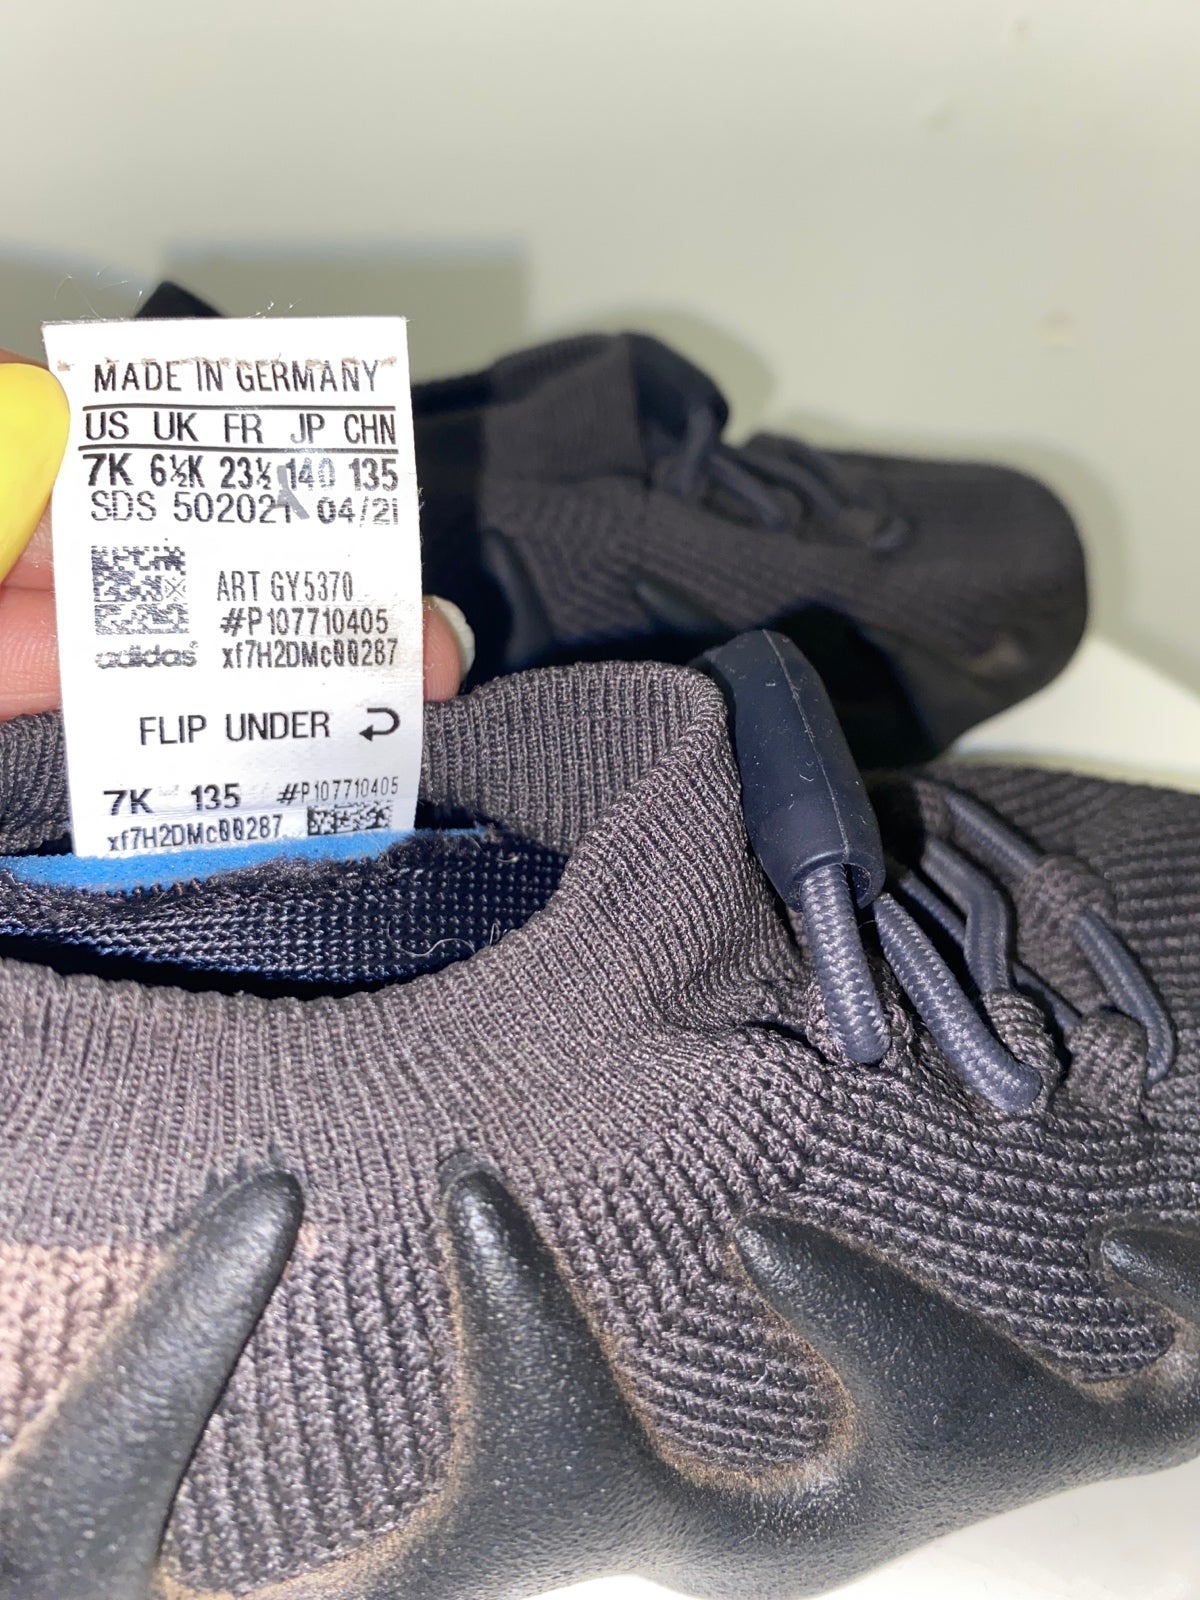 MADE IN GERMANY
US UK FR JP CHN
7K 6½K 23½ 140 135
SDS 502021 04/21
ART GY5370
#P107710405
adidas xf7H2DMc00287
FLIP UNDER
7K 135 #P107710405
xf7H2DMc00287